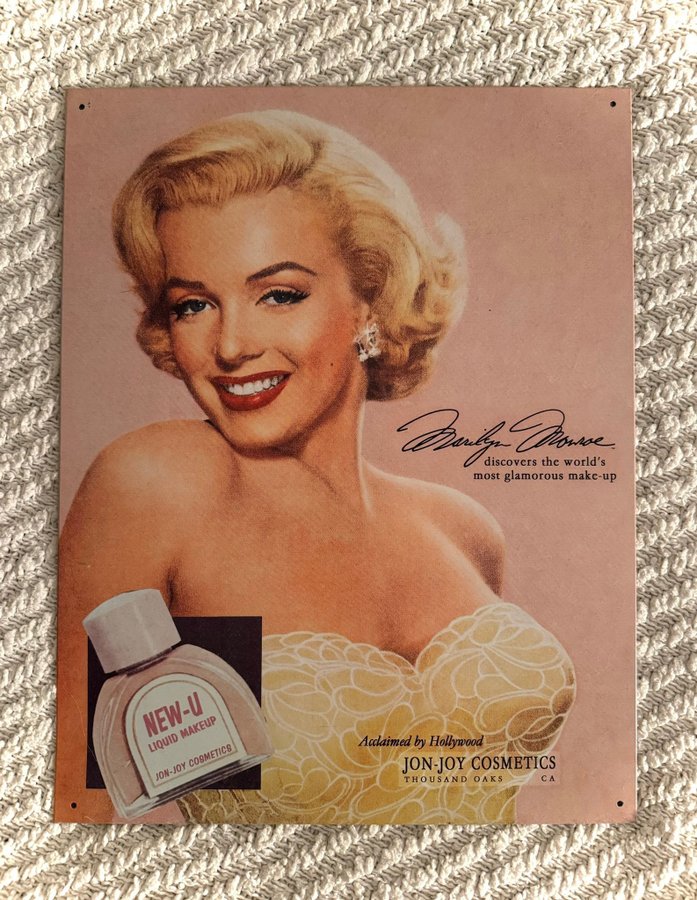 Marilyn Monroe
discovers the world's
most glamorous make-up
NEW-U
LIQUID MAKEUP
JON-JOY COSMETICS
Acclaimed by Hollywood
JON-JOY COSMETICS
THOUSAND OAKS CA